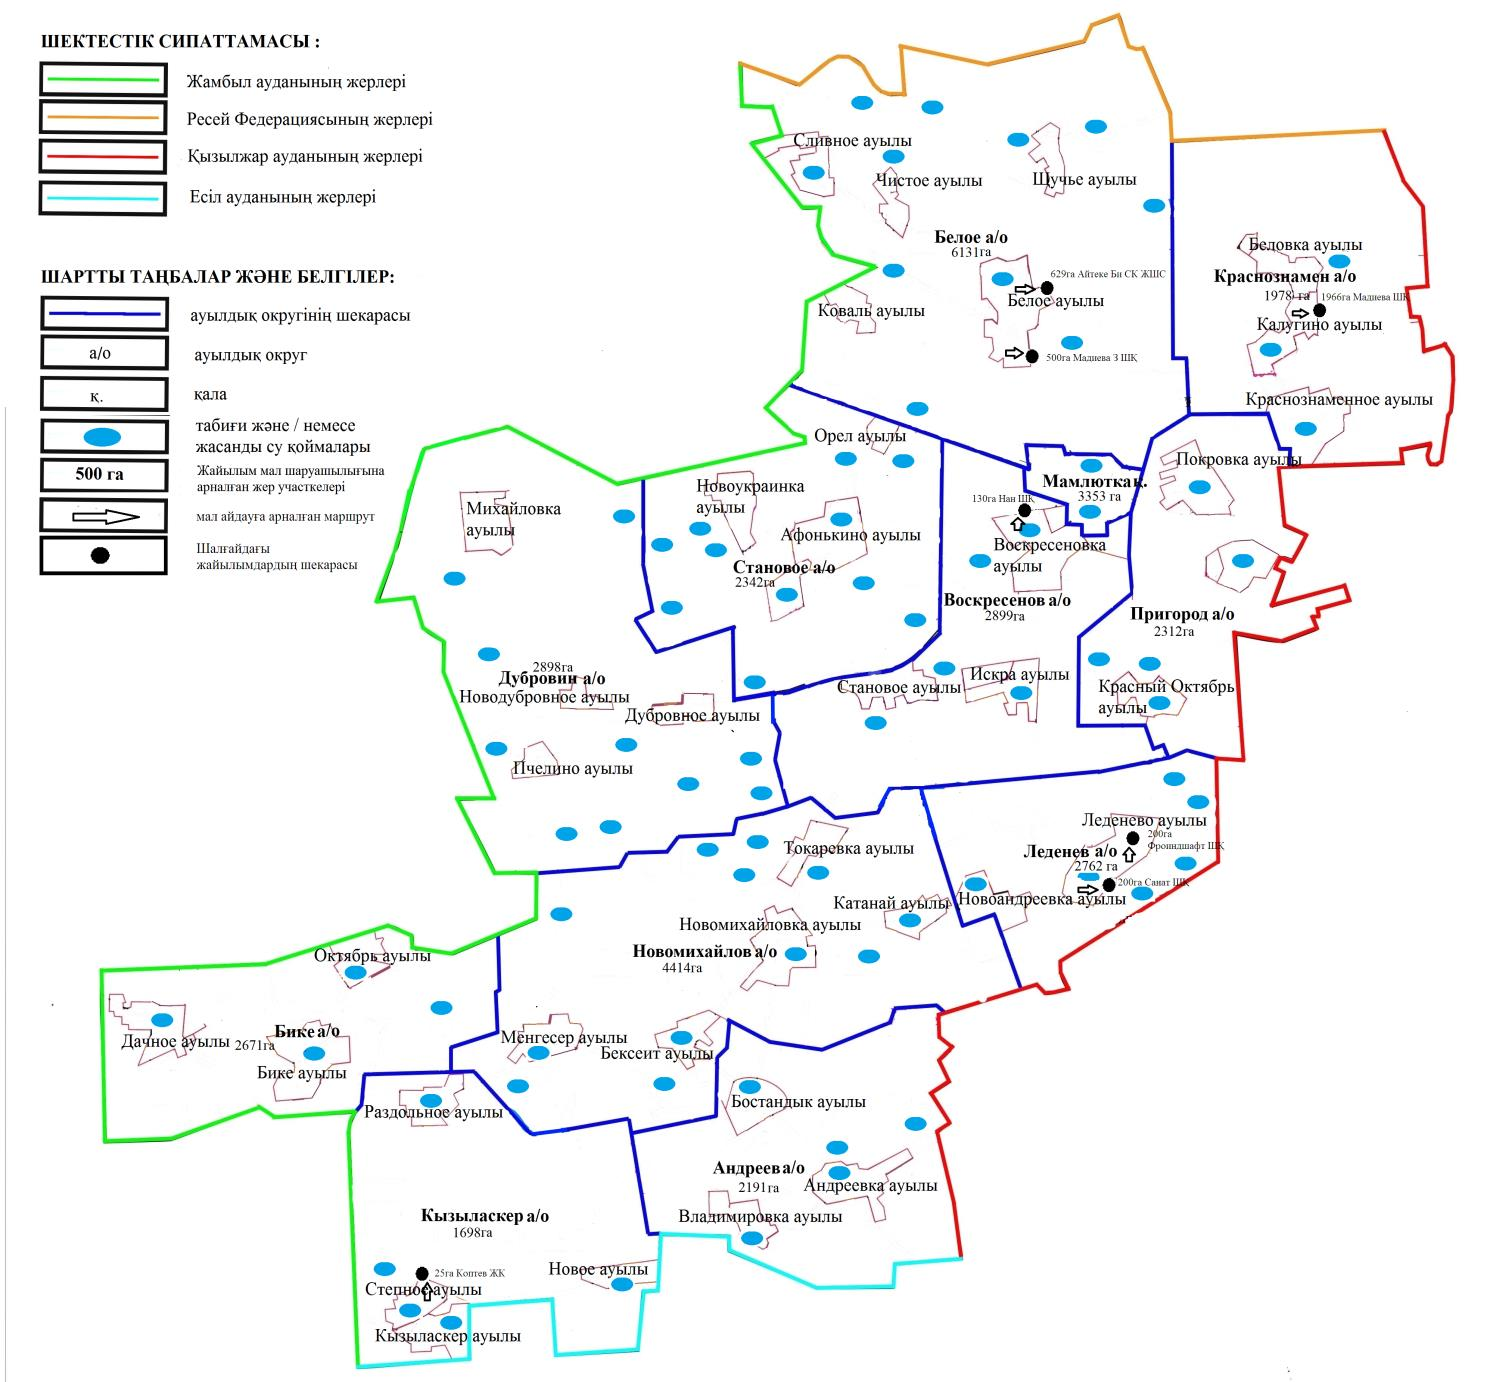 ШЕКТЕСТІК СИПАТТАМАСЫ :
Жамбыл ауданының жерлері
Ресей Федерациясының жерлері
Қызылжар ауданының жерлері
Есіл ауданының жерлері
ШАРТТЫ ТАҢБАЛАР ЖӘНЕ БЕЛГІЛЕР:
ауылдық округінің шекарасы
а/о
ауылдық округ
қ.
қала
табиғи және / немесе
жасанды су қоймалары
500 га
Жайылым мал шаруашылығына
арналған жер участкелері
мал айдауға арналған маршрут
Шалғайдағы
жайылымдардың шекарасы
Сливное ауылы
Чистое ауылы
Щучье ауылы
Белое а/о
6131га
629га Айтеке Би СК ЖШС
Белое ауылы
Коваль ауылы
500га Мадиева З ШҚ
Беловка ауылы
Краснознамен а/о
1978 га
1966га Мадиева ШҚ
Калугино ауылы
Краснознаменное ауылы
Орел ауылы
Покровка ауылы
Мамлютка қ.
3353 га
Новоукраинка
ауылы
Михайловка
ауылы
130га Нан ШҚ
Афонькино ауылы
Воскресеновка
ауылы
Становое а/о
2342га
Воскресенов а/о
2899га
Пригород а/о
2312га
2898га
Дубровин а/о
Новодубровное ауылы
Дубровное ауылы
Становое ауылы
Искра ауылы
Красный Октябрь
ауылы
Пчелино ауылы
Леденево ауылы
200га
Фроиндшафт ШҚ
Токаревка ауылы
Леденев а/о
2762 га
200га Санат ШҚ
Катанай ауылы
Новоандреевка ауылы
Новомихайловка ауылы
Новомихайлов а/о
4414га
Октябрь ауылы
Дачное ауылы
Бике а/о
2671га
Бике ауылы
Менгесер ауылы
Бексеит ауылы
Раздольное ауылы
Бостандык ауылы
Андреев а/о
2191га
Андреевка ауылы
Владимировка ауылы
Кызыласкер а/о
1698га
25га Коптев ЖК
Новое ауылы
Степное ауылы
Кызыласкер ауылы